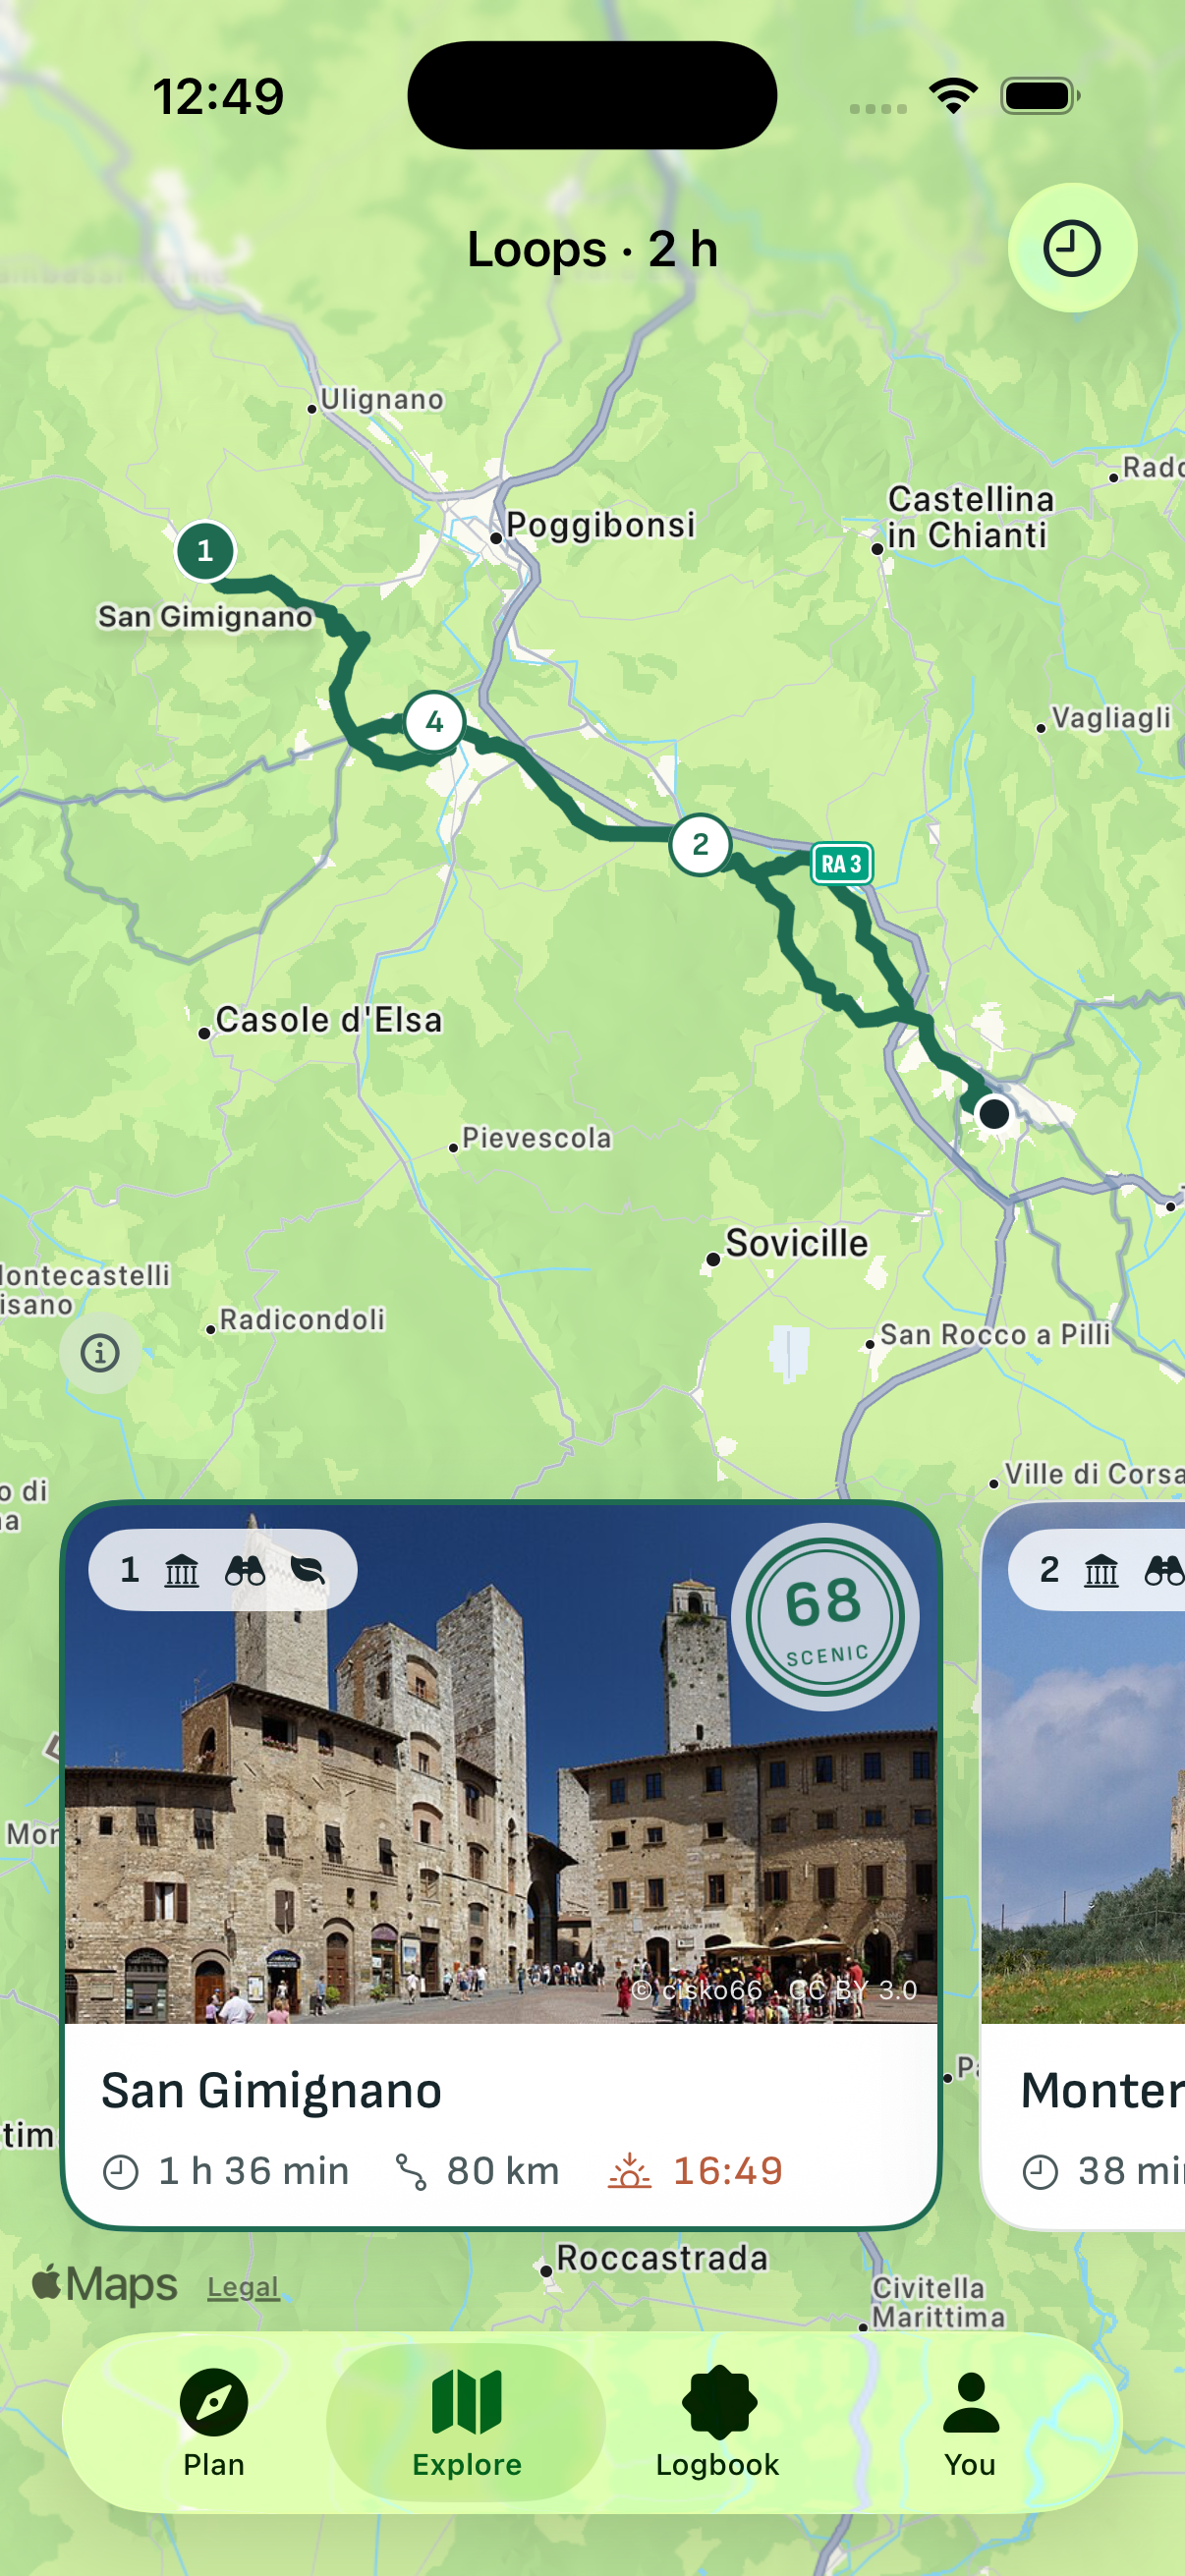 12:49
Loops · 2 h
Ulignano
Poggibonsi
Castellina
in Chianti
1
San Gimignano
4
Vagliagli
2
RA 3
Casole d'Elsa
Pievescola
Sovicille
Radicondoli
San Rocco a Pilli
Ville di Corsa
1
68
SCENIC
2
© cisko66 · CC BY 3.0
San Gimignano
1 h 36 min
80 km
16:49
38
Roccastrada
Maps
Legal
Civitella
Marittima
Plan
Explore
Logbook
You